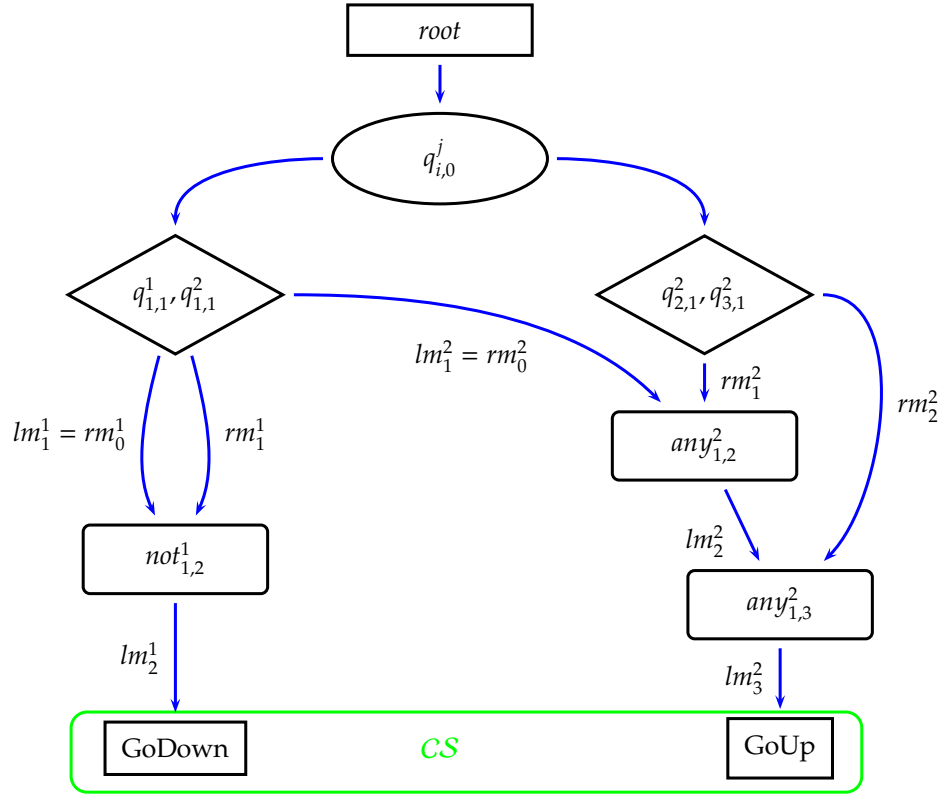 root
q^j_{i,0}
q^1_{1,1}, q^2_{1,1}
q^2_{2,1}, q^2_{3,1}
lm^2_1 = rm^2_0
rm^2_1
rm^2_2
lm^1_1 = rm^1_0
rm^1_1
any^2_{1,2}
lm^2_2
not^1_{1,2}
any^2_{1,3}
lm^1_2
lm^2_3
GoDown
CS
GoUp